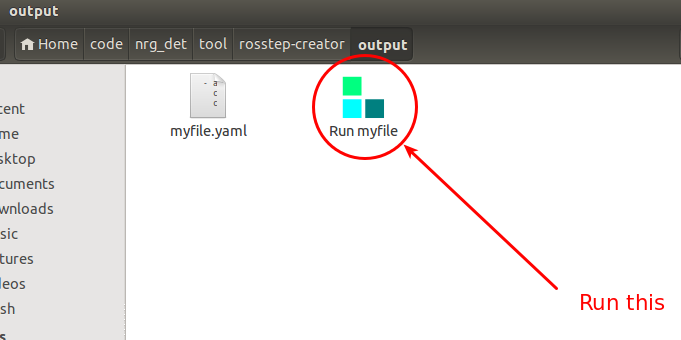 output
Home code nrg_det tool rosstep-creator output
cent
me
sktop
cuments
wnloads
sic
tures
leos
sh
s
- a
c
c
myfile.yaml
Run myfile
Run this